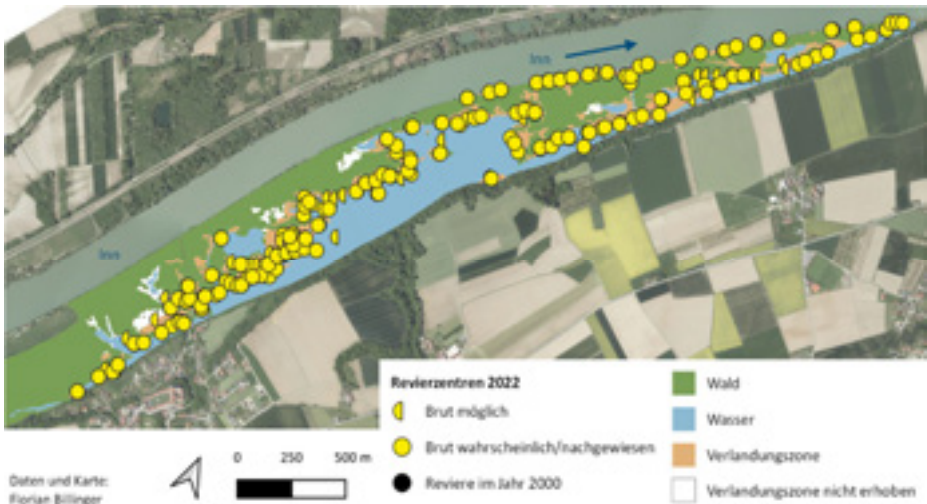 Inn
Inn
Revierzentren 2022
Brut möglich
Brut wahrscheinlich/nachgewiesen
Reviere im Jahr 2000
Wald
Wasser
Verlandungszone
Verlandungszone nicht erhoben
0 250 500 m
Daten und Karte:
Florian Billinger